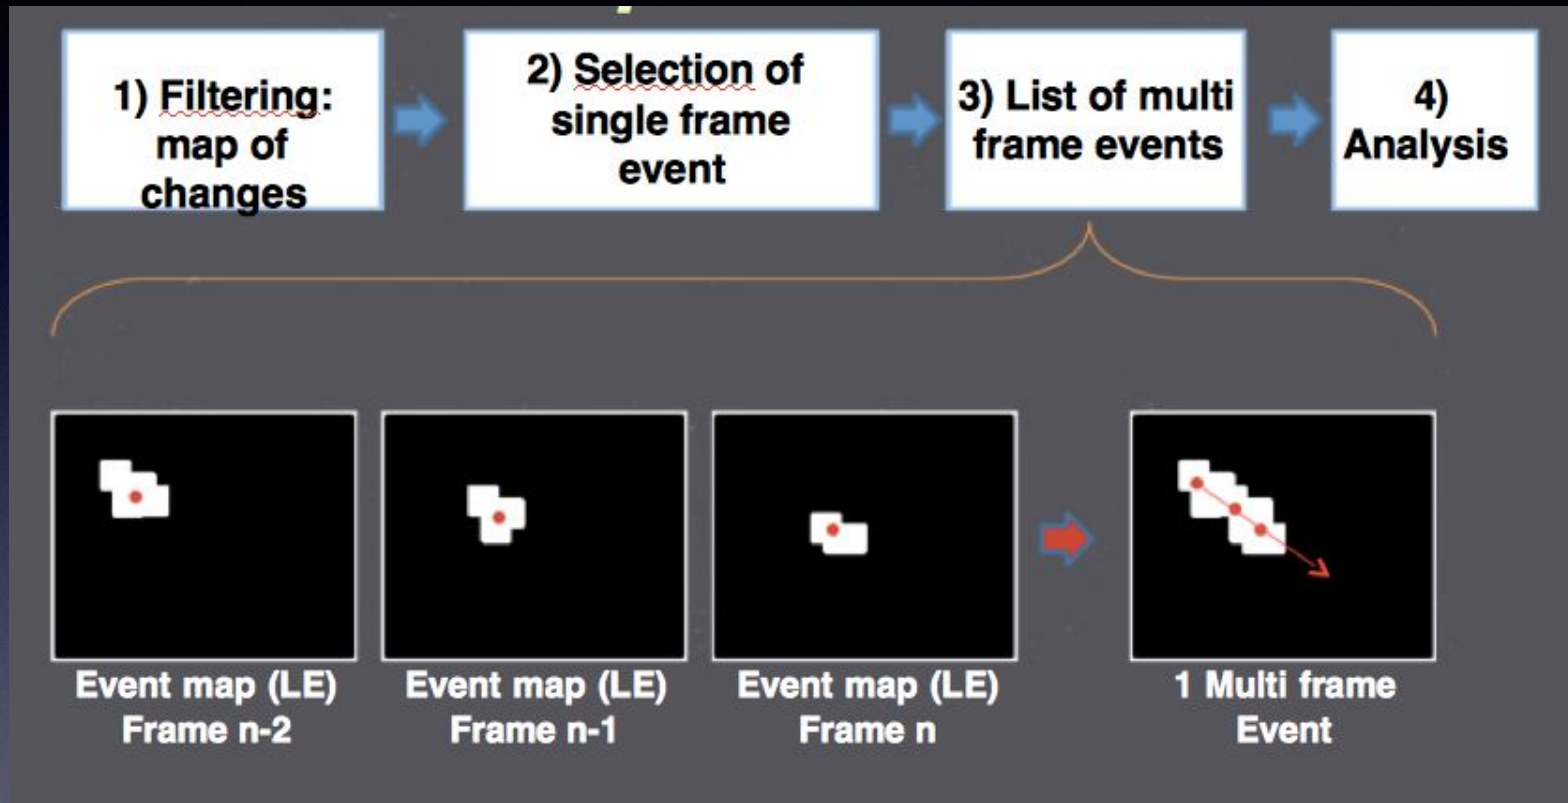 1) Filtering:
map of
changes
2) Selection of
single frame
event
3) List of multi
frame events
4)
Analysis
Event map (LE)
Frame n-2
Event map (LE)
Frame n-1
Event map (LE)
Frame n
1 Multi frame
Event